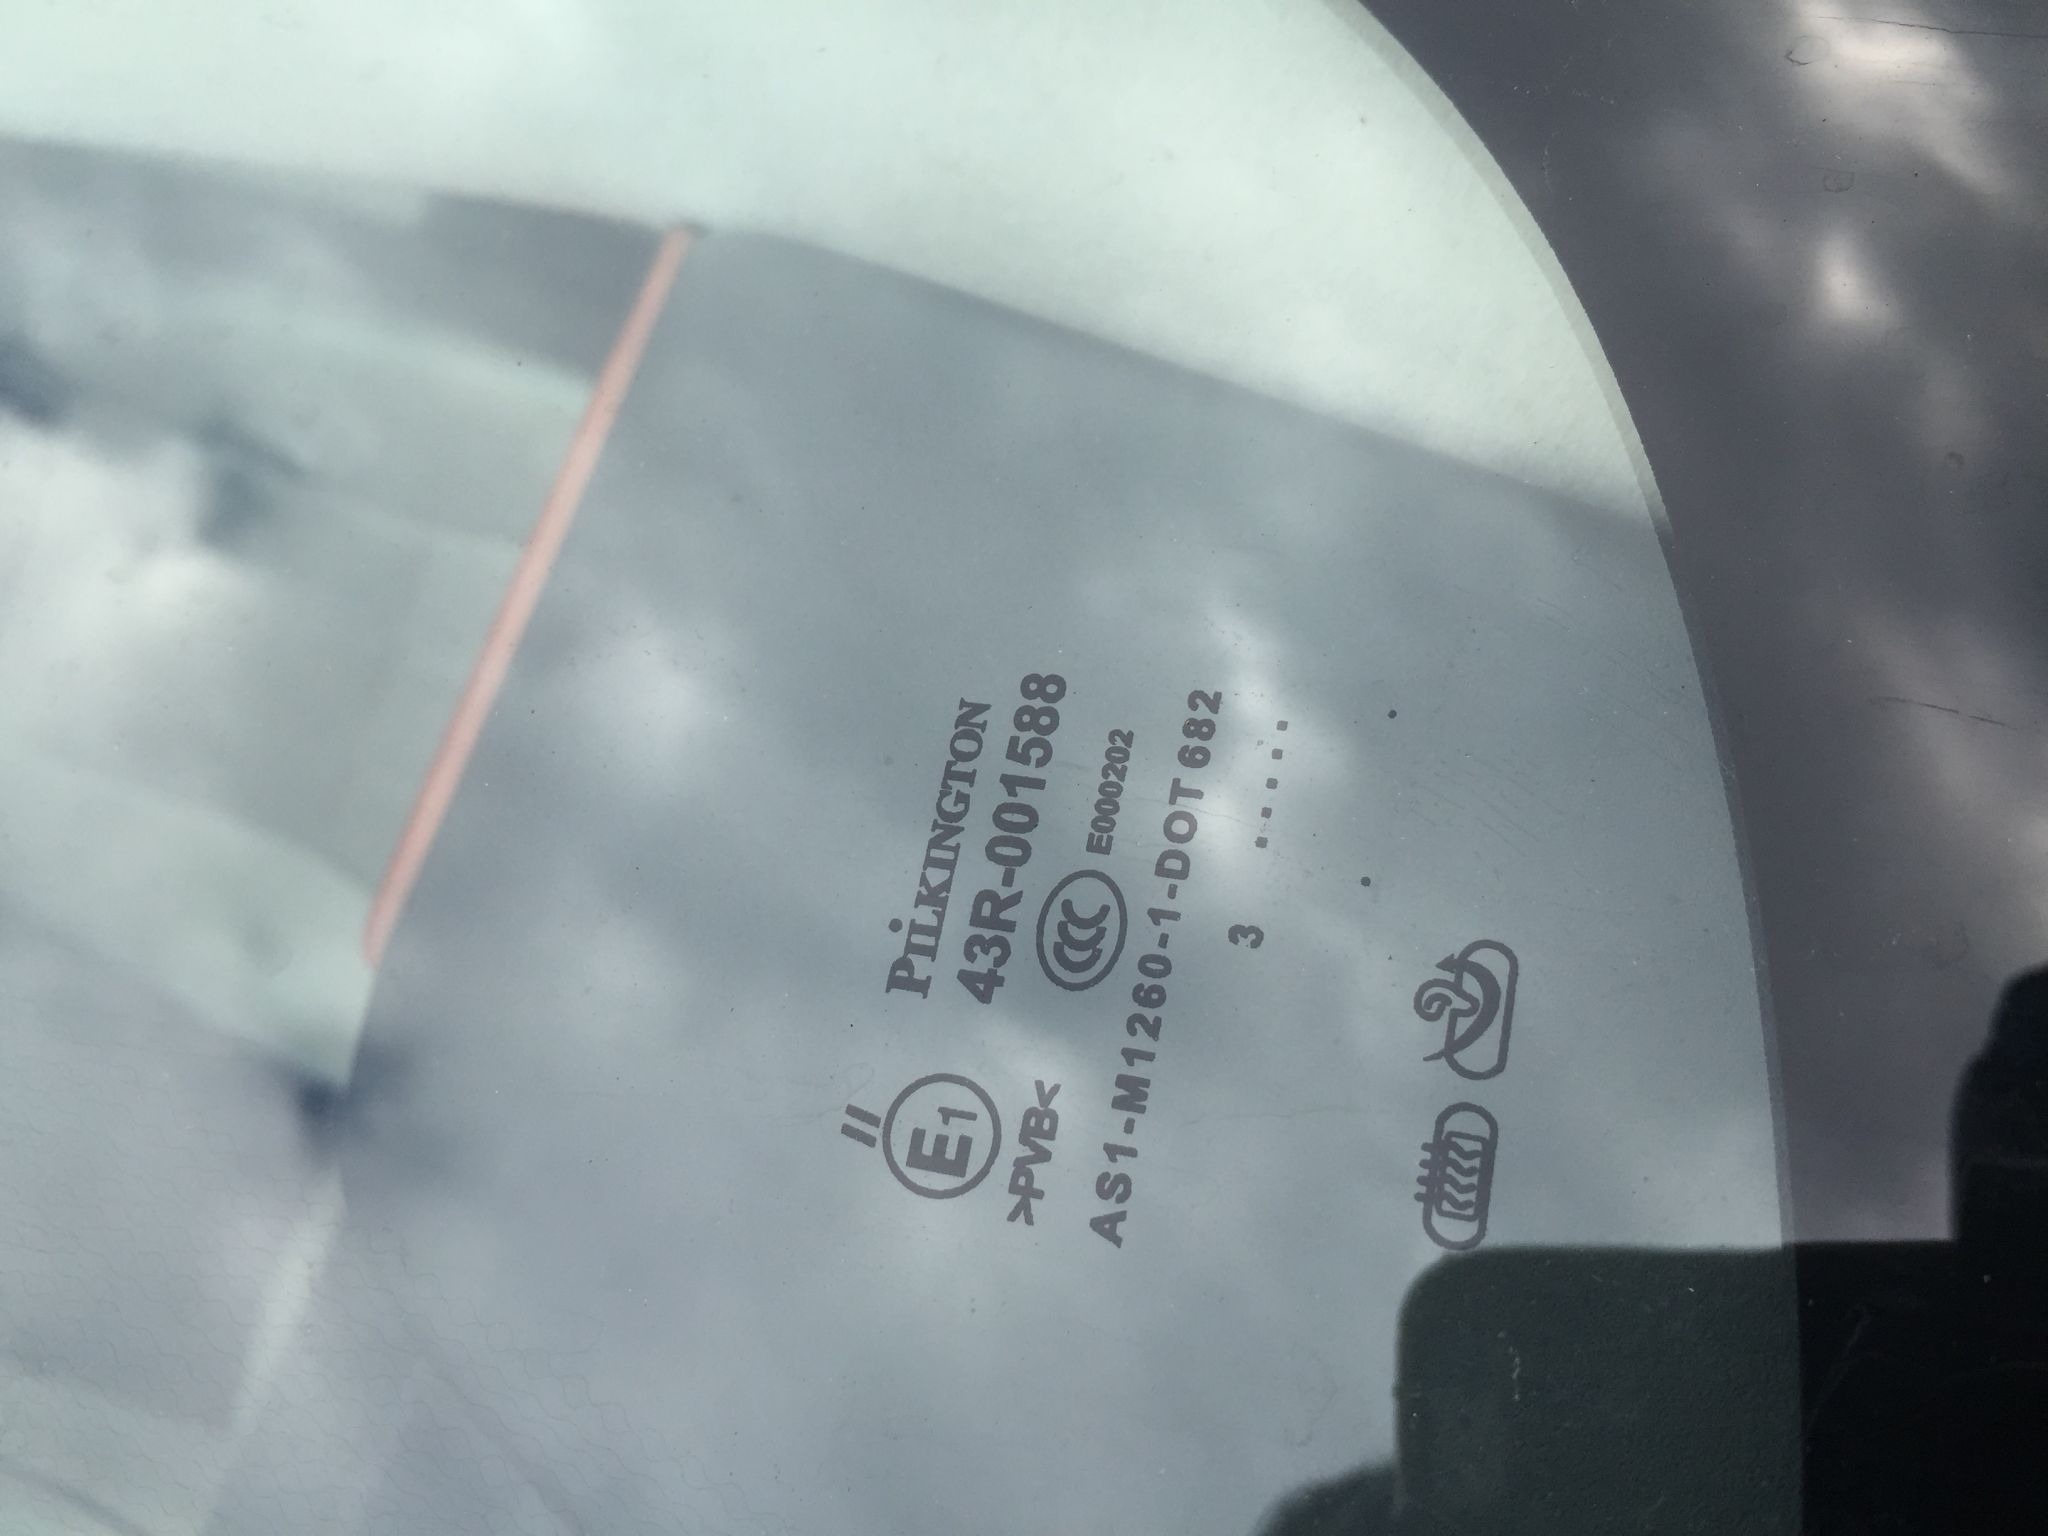 II
PILKINGTON
E1
43R-001588
>PVB<
CCC
E000202
AS1-M1260-1-DOT 682
3 ......